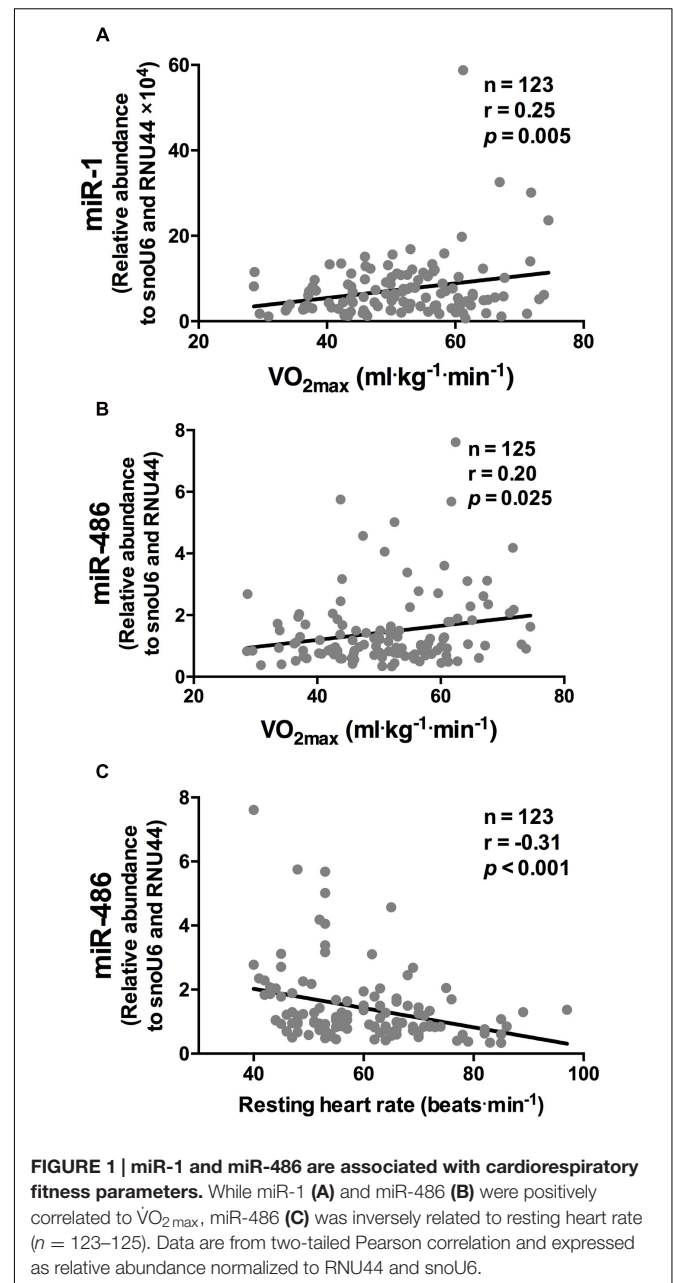 A
miR-1
(Relative abundance
to snoU6 and RNU44 ×10⁴)
60
40
20
0
n = 123
r = 0.25
p = 0.005
20 40 60 80
VO₂max (ml·kg⁻¹·min⁻¹)
B
miR-486
(Relative abundance
to snoU6 and RNU44)
8
6
4
2
0
n = 125
r = 0.20
p = 0.025
20 40 60 80
VO₂max (ml·kg⁻¹·min⁻¹)
C
miR-486
(Relative abundance
to snoU6 and RNU44)
8
6
4
2
0
n = 123
r = -0.31
p < 0.001
40 60 80 100
Resting heart rate (beats·min⁻¹)
FIGURE 1 | miR-1 and miR-486 are associated with cardiorespiratory
fitness parameters. While miR-1 (A) and miR-486 (B) were positively
correlated to V̇O₂ max, miR-486 (C) was inversely related to resting heart rate
(n = 123–125). Data are from two-tailed Pearson correlation and expressed
as relative abundance normalized to RNU44 and snoU6.